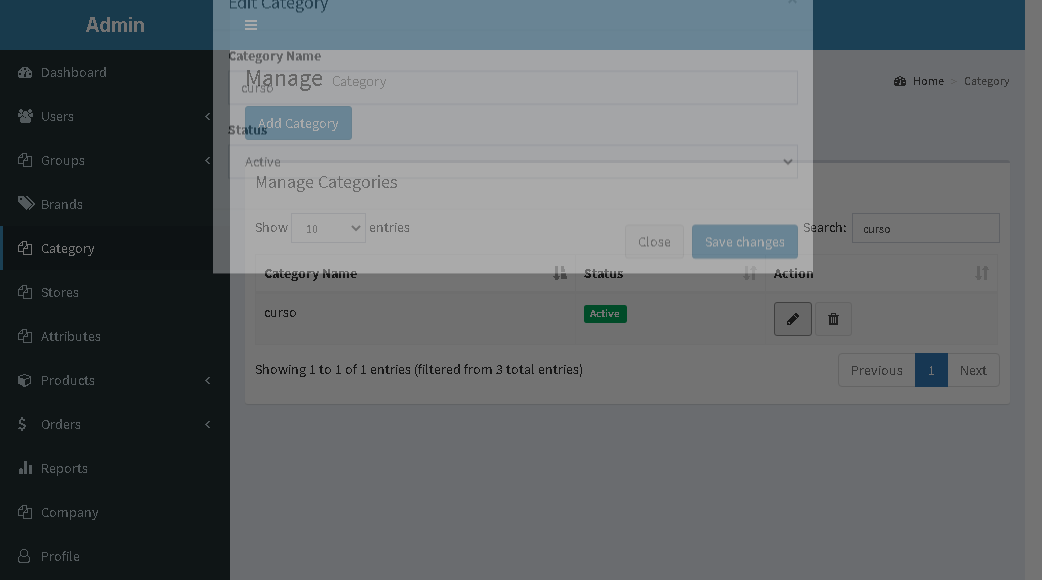 Admin
Edit Category
×
Category Name
curso
Status
Active
Close
Save changes
Dashboard
Users
Groups
Brands
Category
Stores
Attributes
Products
Orders
Reports
Company
Profile
Manage Category
Home > Category
Add Category
Manage Categories
Show 10 entries
Search: curso
Category Name Status Action
curso Active
Showing 1 to 1 of 1 entries (filtered from 3 total entries)
Previous 1 Next